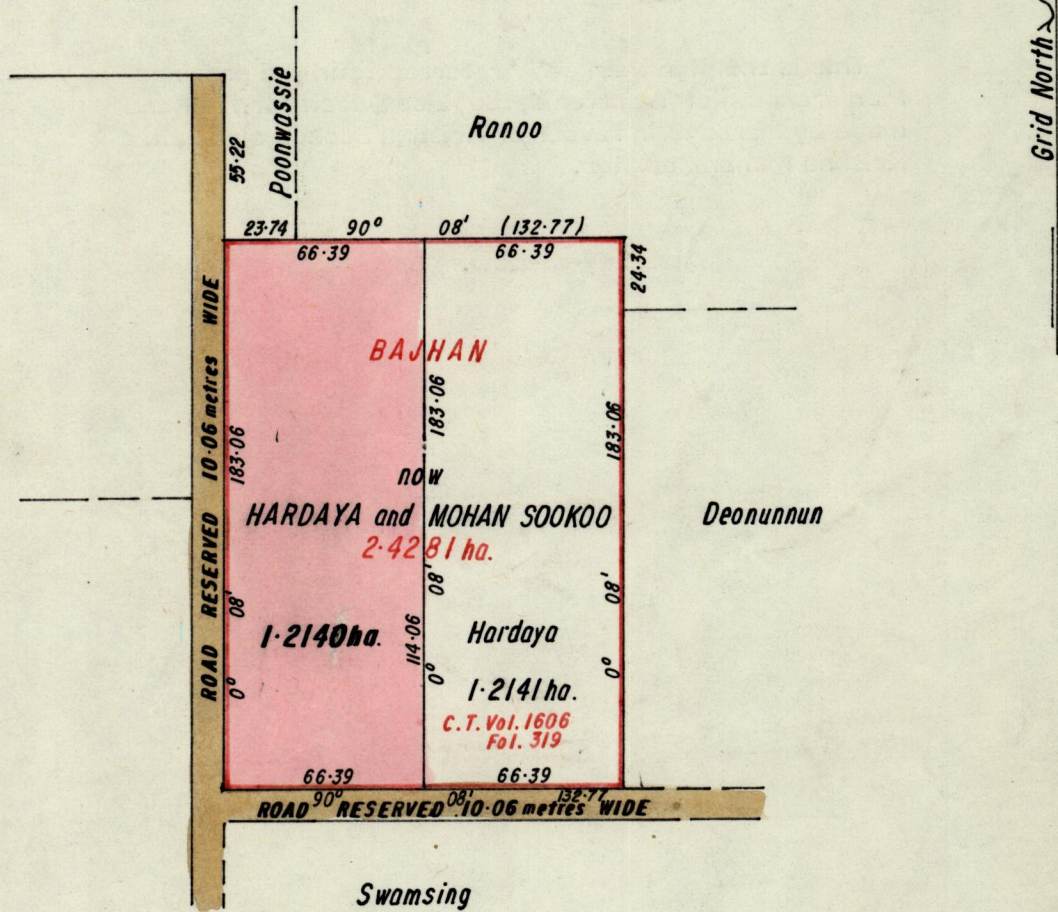 Grid North
Poonwassie
Ranoo
55·22
23·74 90° 08' (132·77)
66·39 66·39
24·34
BAJHAN
ROAD RESERVED 10·06 metres WIDE
183·06
183·06
183·06
now
HARDAYA and MOHAN SOOKOO
2·4281 ha.
Deonunnun
0° 08'
0° 08'
0° 08'
114·06
1·2140 ha.
Hardaya
1·2141 ha.
C.T. Vol. 1606
Fol. 319
66·39 66·39
90° 08' 132·77
ROAD RESERVED 10·06 metres WIDE
Swamsing